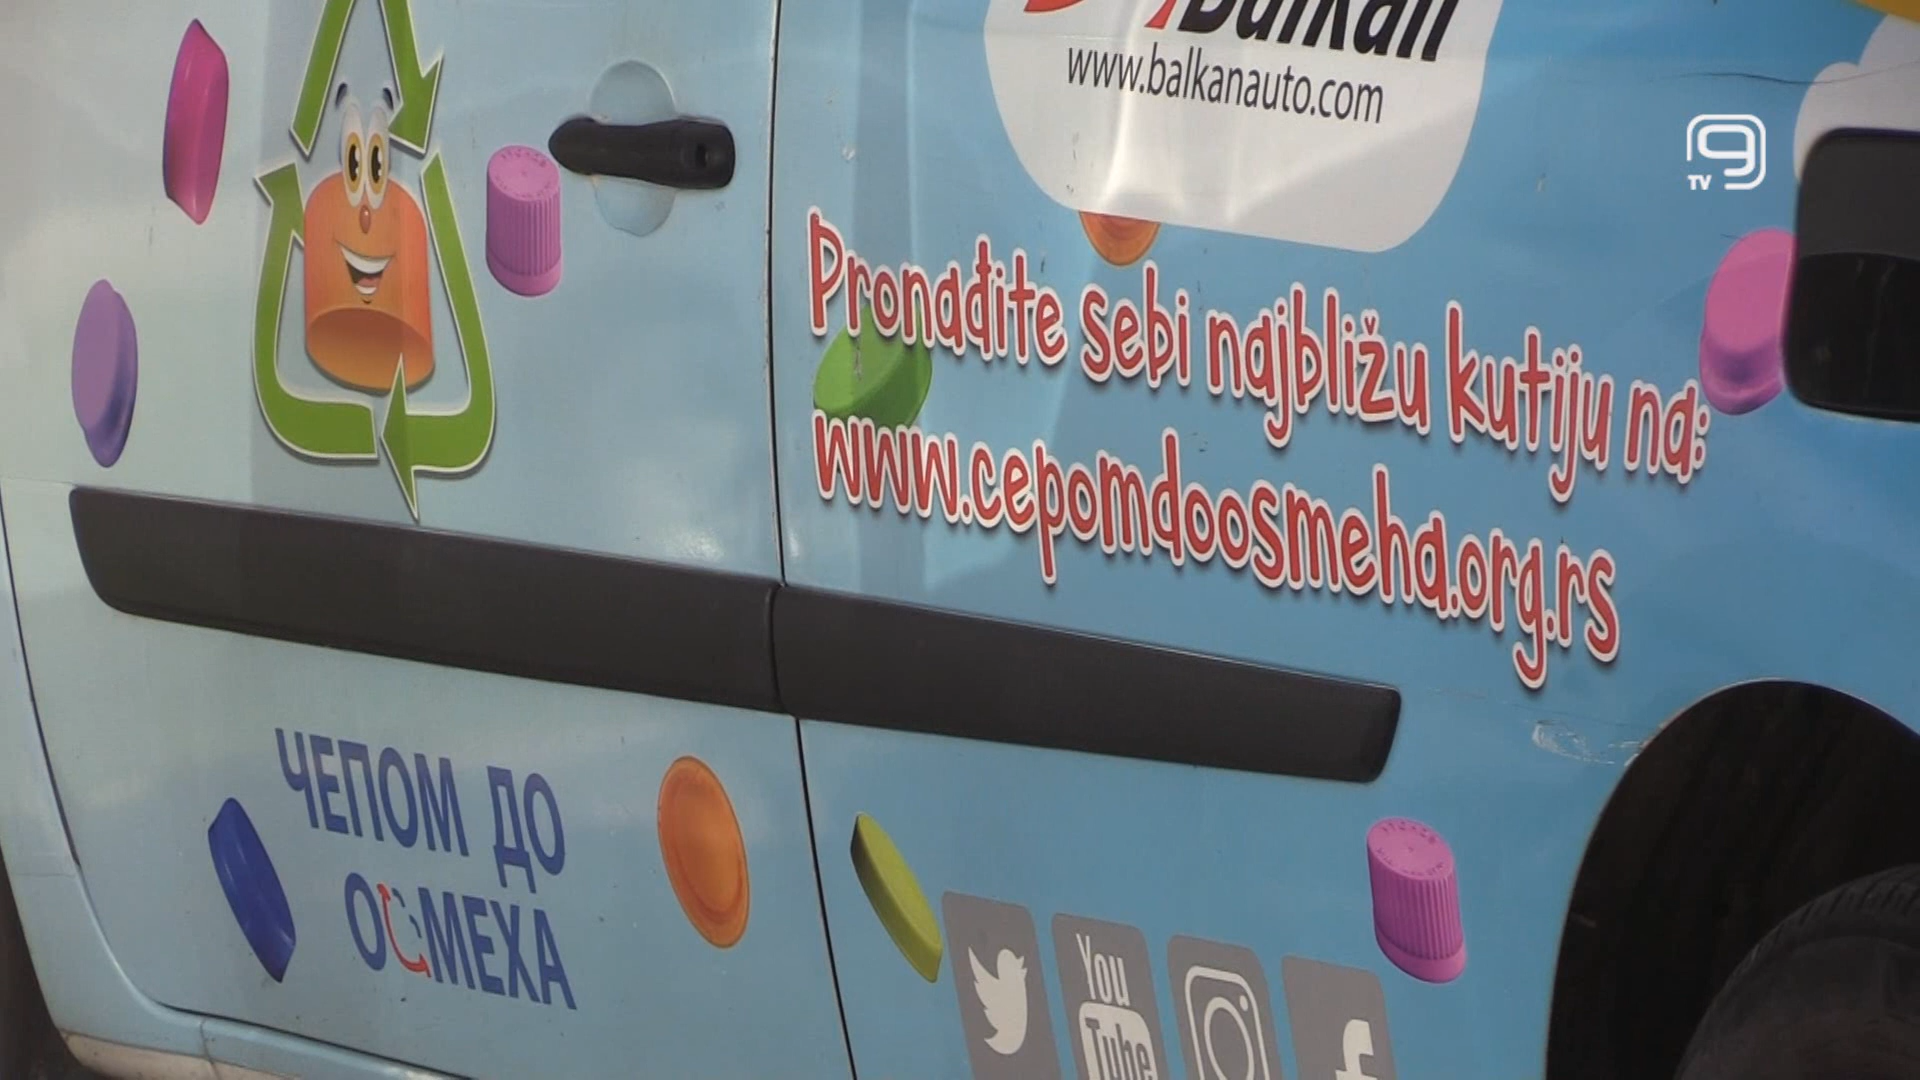 Balkan
www.balkanauto.com
9
TV
Pronađite sebi najbližu kutiju na:
www.cepomdoosmeha.org.rs
ЧЕПОМ ДО
ОСМЕХА
You
Tube